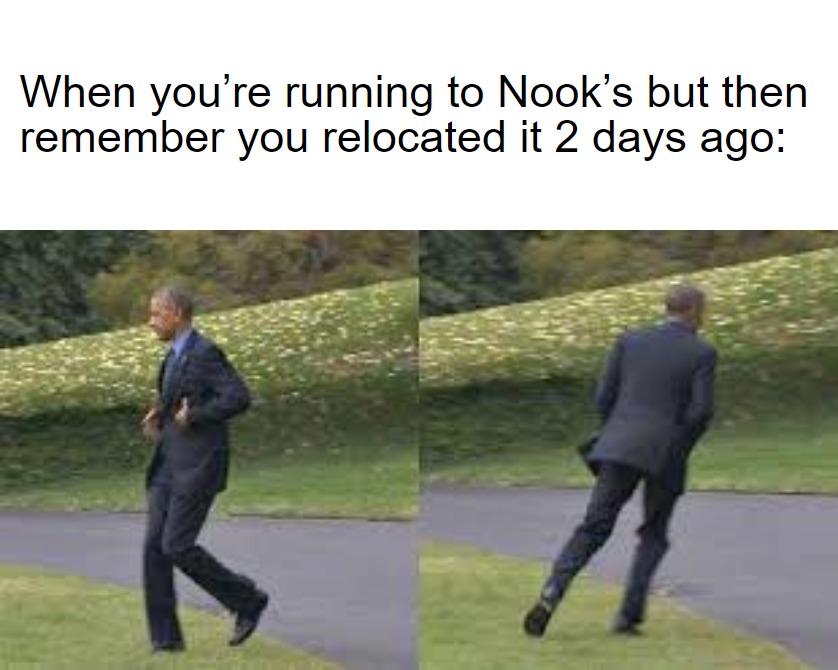 When you’re running to Nook’s but then
remember you relocated it 2 days ago: